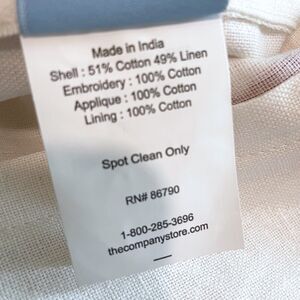 Made in India
Shell : 51% Cotton 49% Linen
Embroidery : 100% Cotton
Applique : 100% Cotton
Lining : 100% Cotton
Spot Clean Only
RN# 86790
1-800-285-3696
thecompanystore.com